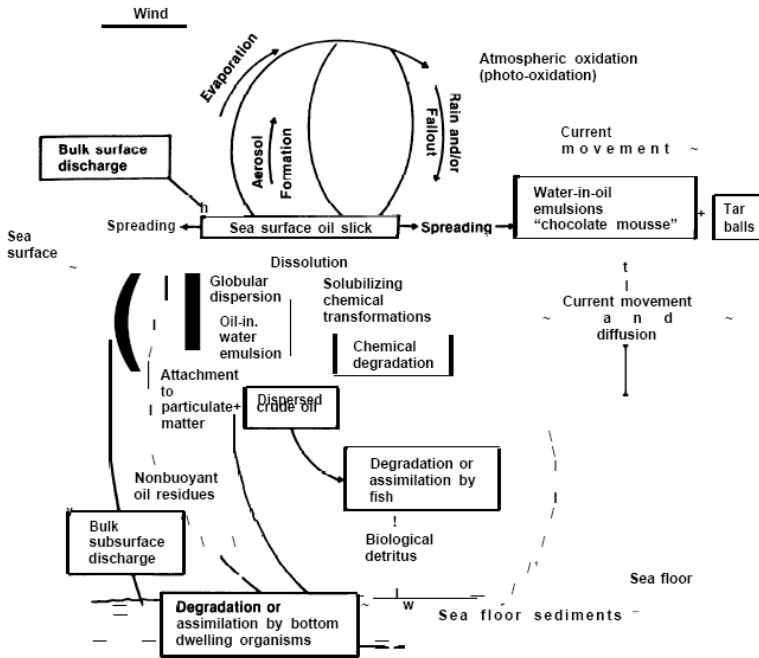 Wind
Evaporation
Atmospheric oxidation
(photo-oxidation)
Aerosol
Formation
Rain and/or
Fallout
Current
movement ~
Bulk surface
discharge
h
Water-in-oil
emulsions
“chocolate mousse”
+
Tar
balls
Spreading
Sea surface oil slick
Spreading
Sea
surface
~
Dissolution
Globular
dispersion
Oil-in.
water
emulsion
Solubilizing
chemical
transformations
Chemical
degradation
t
Current movement
~ and ~
diffusion
Attachment
to
particulate+
matter
Dispersed
crude oil
Nonbuoyant
oil residues
Degradation or
assimilation by
fish
!
Biological
detritus
Bulk
subsurface
discharge
Sea floor
~
w
Sea floor sediments
Degradation or
assimilation by bottom
dwelling organisms